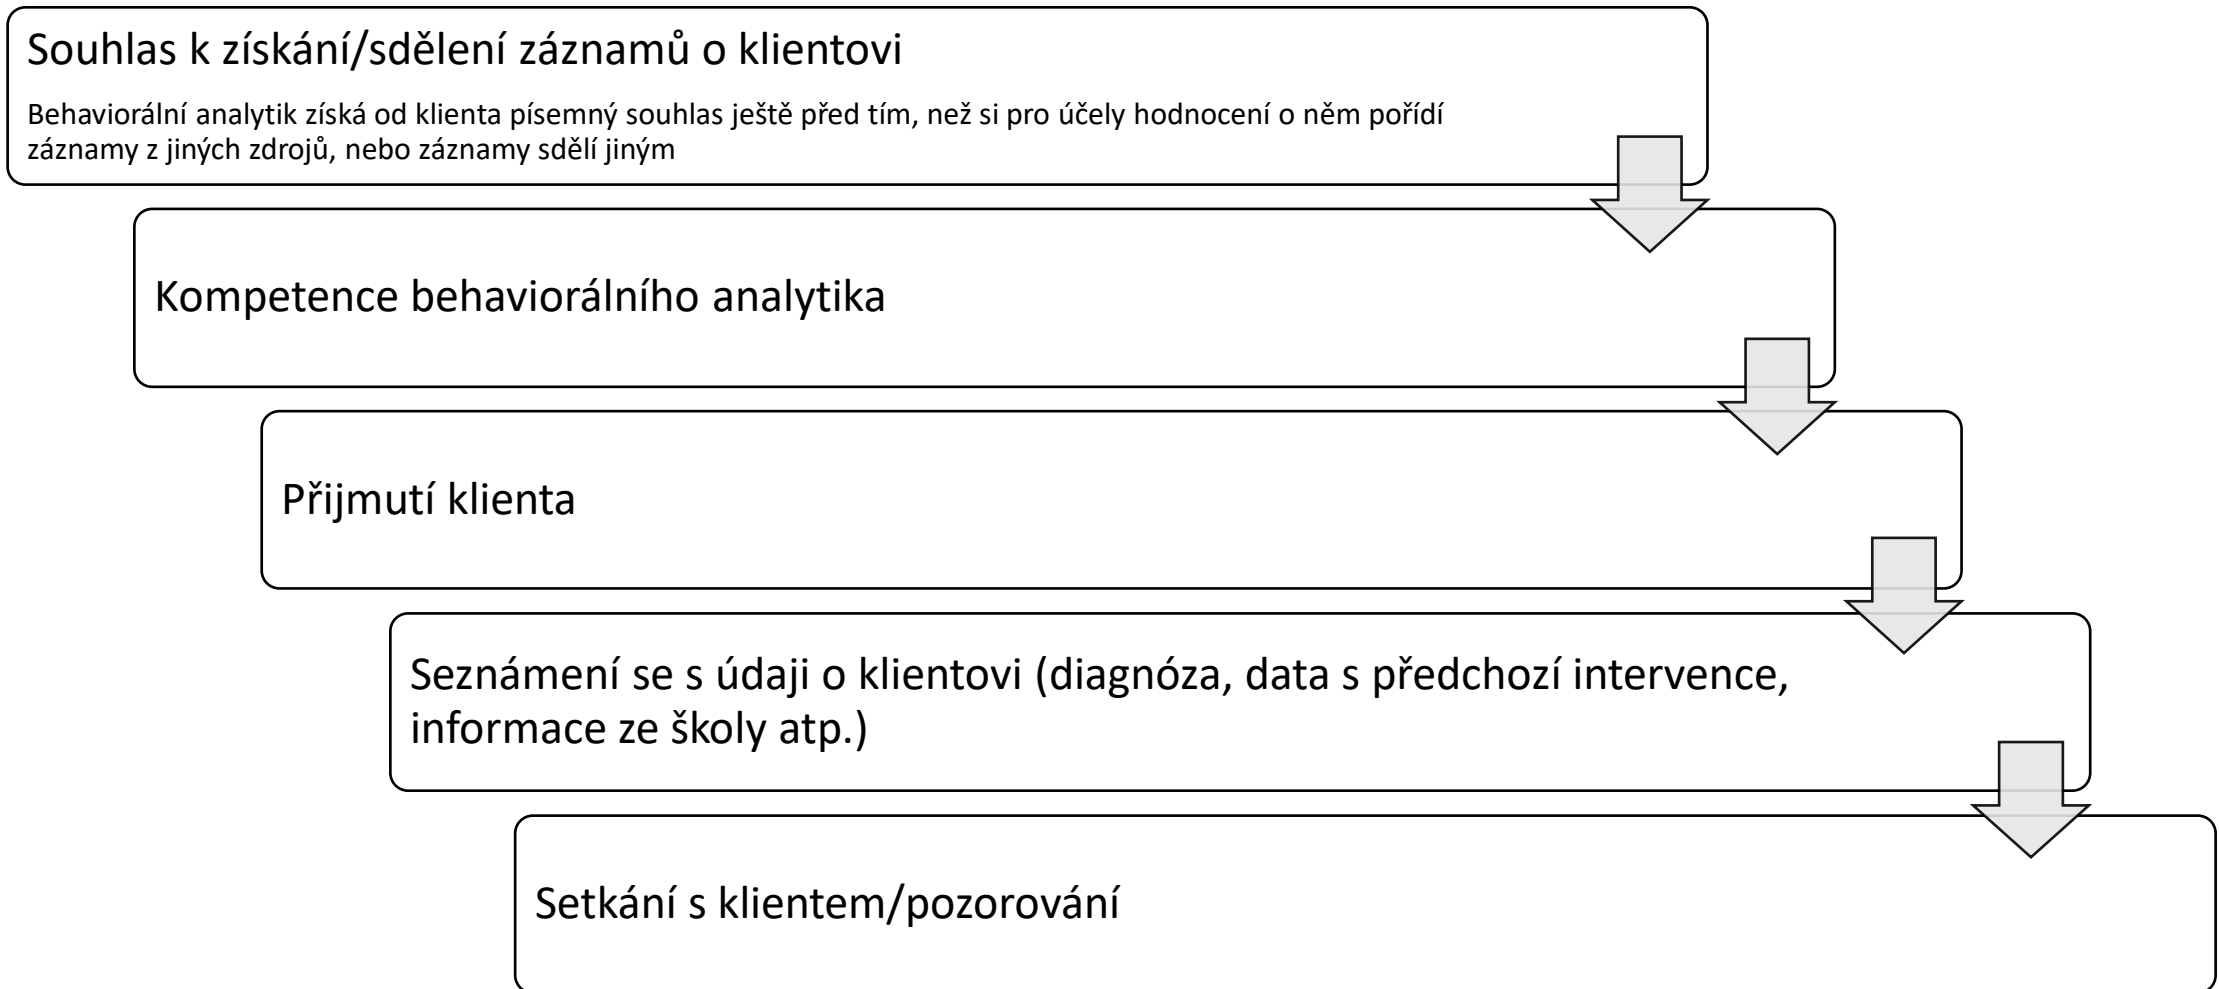 Souhlas k získání/sdělení záznamů o klientovi
Behaviorální analytik získá od klienta písemný souhlas ještě před tím, než si pro účely hodnocení o něm pořídí
záznamy z jiných zdrojů, nebo záznamy sdělí jiným
Kompetence behaviorálního analytika
Přijmutí klienta
Seznámení se s údaji o klientovi (diagnóza, data s předchozí intervence,
informace ze školy atp.)
Setkání s klientem/pozorování